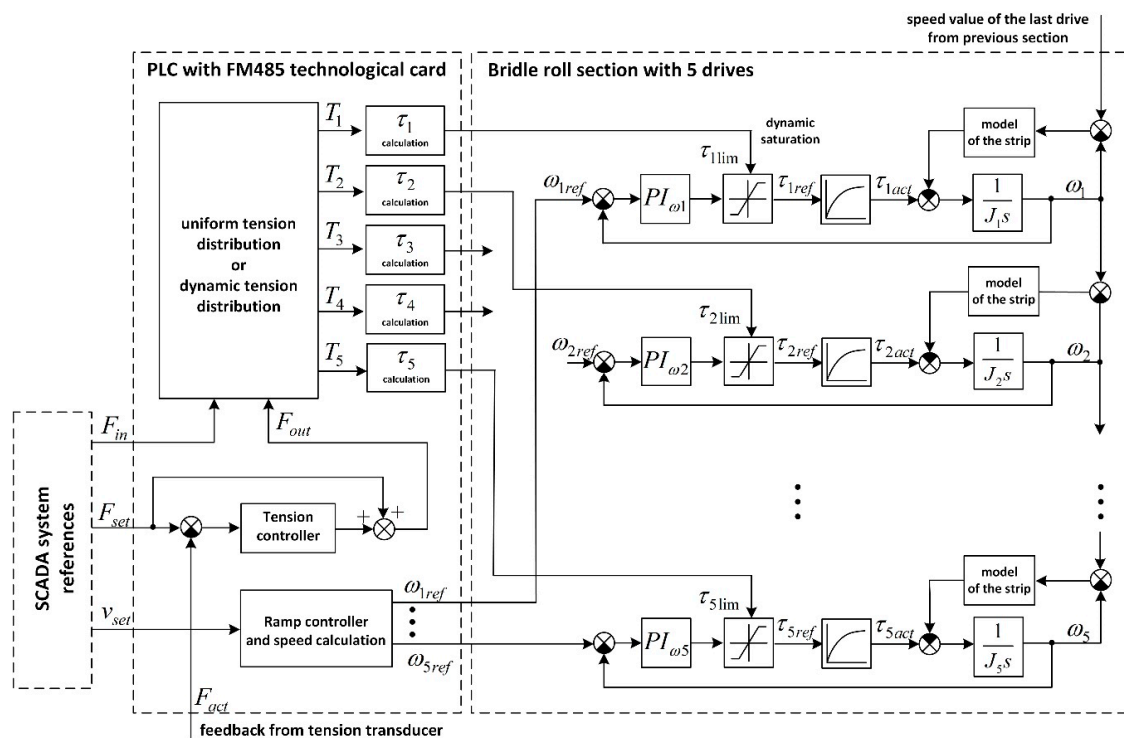 speed value of the last drive
from previous section
PLC with FM485 technological card
Bridle roll section with 5 drives
uniform tension
distribution
or
dynamic tension
distribution
T1
τ1
calculation
T2
τ2
calculation
T3
τ3
calculation
T4
τ4
calculation
T5
τ5
calculation
dynamic
saturation
model
of the strip
τ1lim
ω1ref
PIω1
τ1ref
τ1act
1
J1s
ω1
model
of the strip
τ2lim
ω2ref
PIω2
τ2ref
τ2act
1
J2s
ω2
SCADA system
references
Fin
Fout
Fset
Tension
controller
+
+
vset
Ramp controller
and speed calculation
ω1ref
ω5ref
model
of the strip
τ5lim
PIω5
τ5ref
τ5act
1
J5s
ω5
Fact
feedback from tension transducer